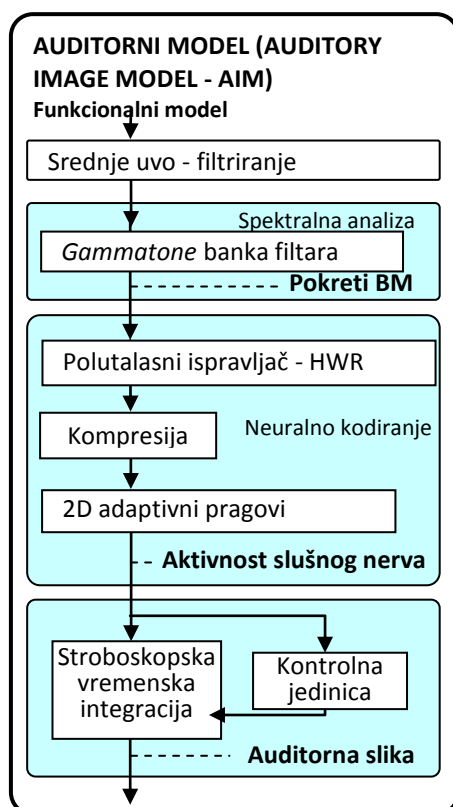 AUDITORNI MODEL (AUDITORY
IMAGE MODEL - AIM)
Funkcionalni model
Srednje uvo - filtriranje
Spektralna analiza
Gammatone banka filtara
Pokreti BM
Polutalasni ispravljač - HWR
Kompresija
Neuralno kodiranje
2D adaptivni pragovi
Aktivnost slušnog nerva
Stroboskopska
vremenska
integracija
Kontrolna
jedinica
Auditorna slika